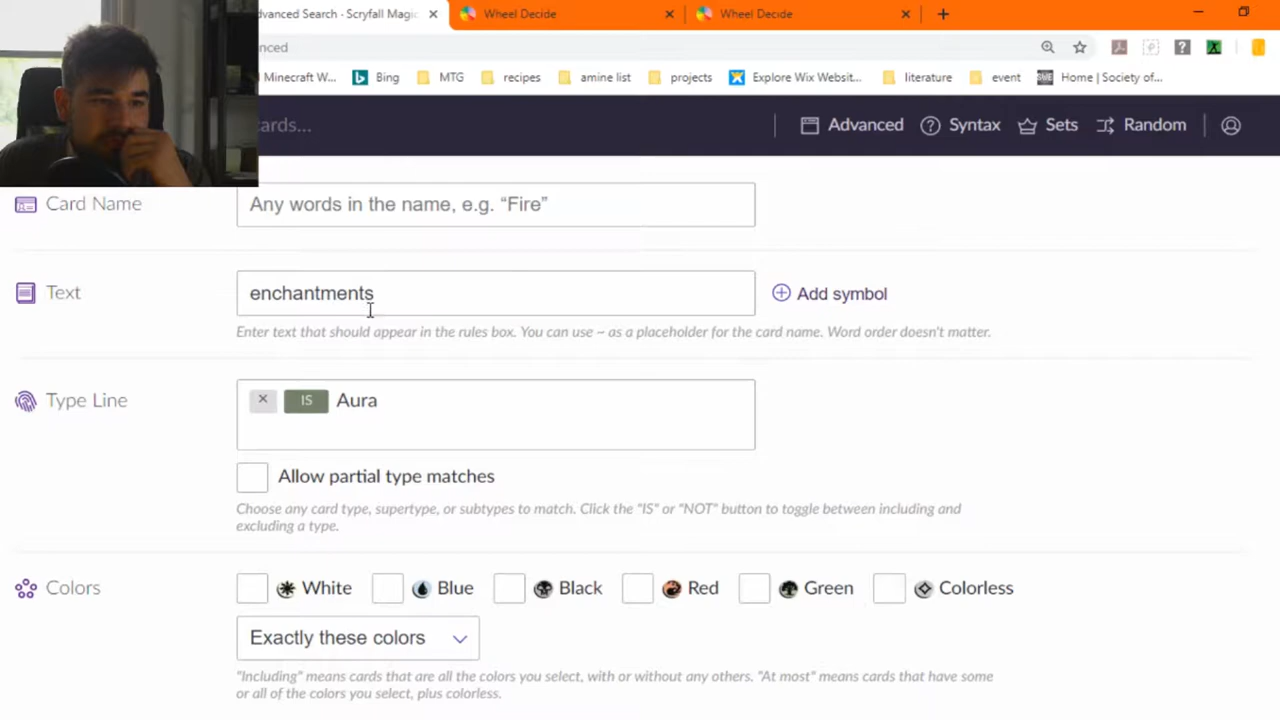 dvanced Search - Scryfall Magic
Wheel Decide
Wheel Decide
anced
Minecraft W...
Bing
MTG
recipes
amine list
projects
Explore Wix Websit...
literature
event
Home | Society of...
cards...
Advanced
Syntax
Sets
Random
Card Name
Any words in the name, e.g. “Fire”
Text
enchantments
Add symbol
Enter text that should appear in the rules box. You can use ~ as a placeholder for the card name. Word order doesn't matter.
Type Line
IS Aura
Allow partial type matches
Choose any card type, supertype, or subtypes to match. Click the "IS" or “NOT” button to toggle between including and
excluding a type.
Colors
White
Blue
Black
Red
Green
Colorless
Exactly these colors
"Including" means cards that are all the colors you select, with or without any others. "At most" means cards that have some
or all of the colors you select, plus colorless.